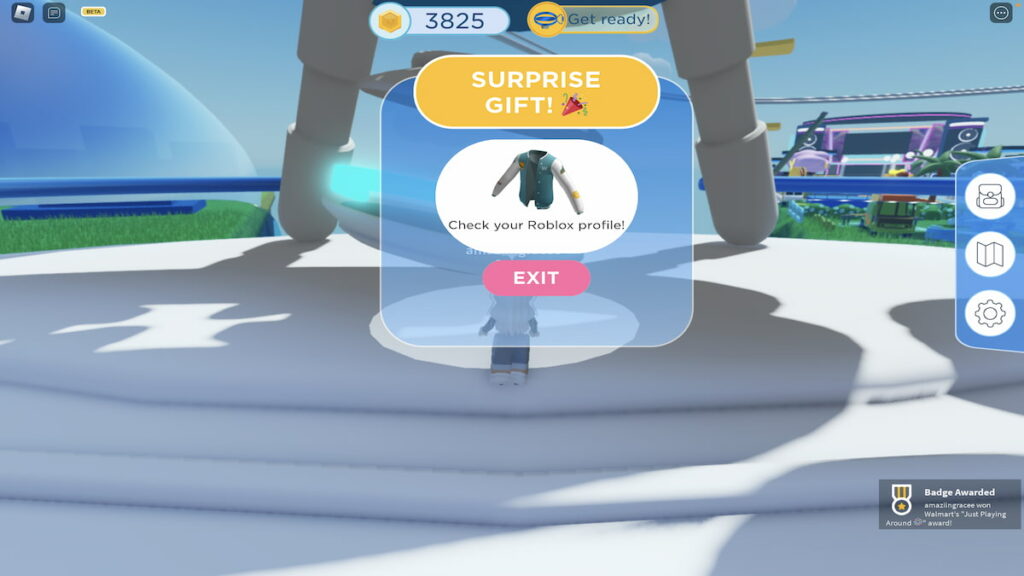 BETA
3825
Get ready!
SURPRISE
GIFT!
Check your Roblox profile!
EXIT
Badge Awarded
amaziingracee won
Walmart's "Just Playing
Around" award!